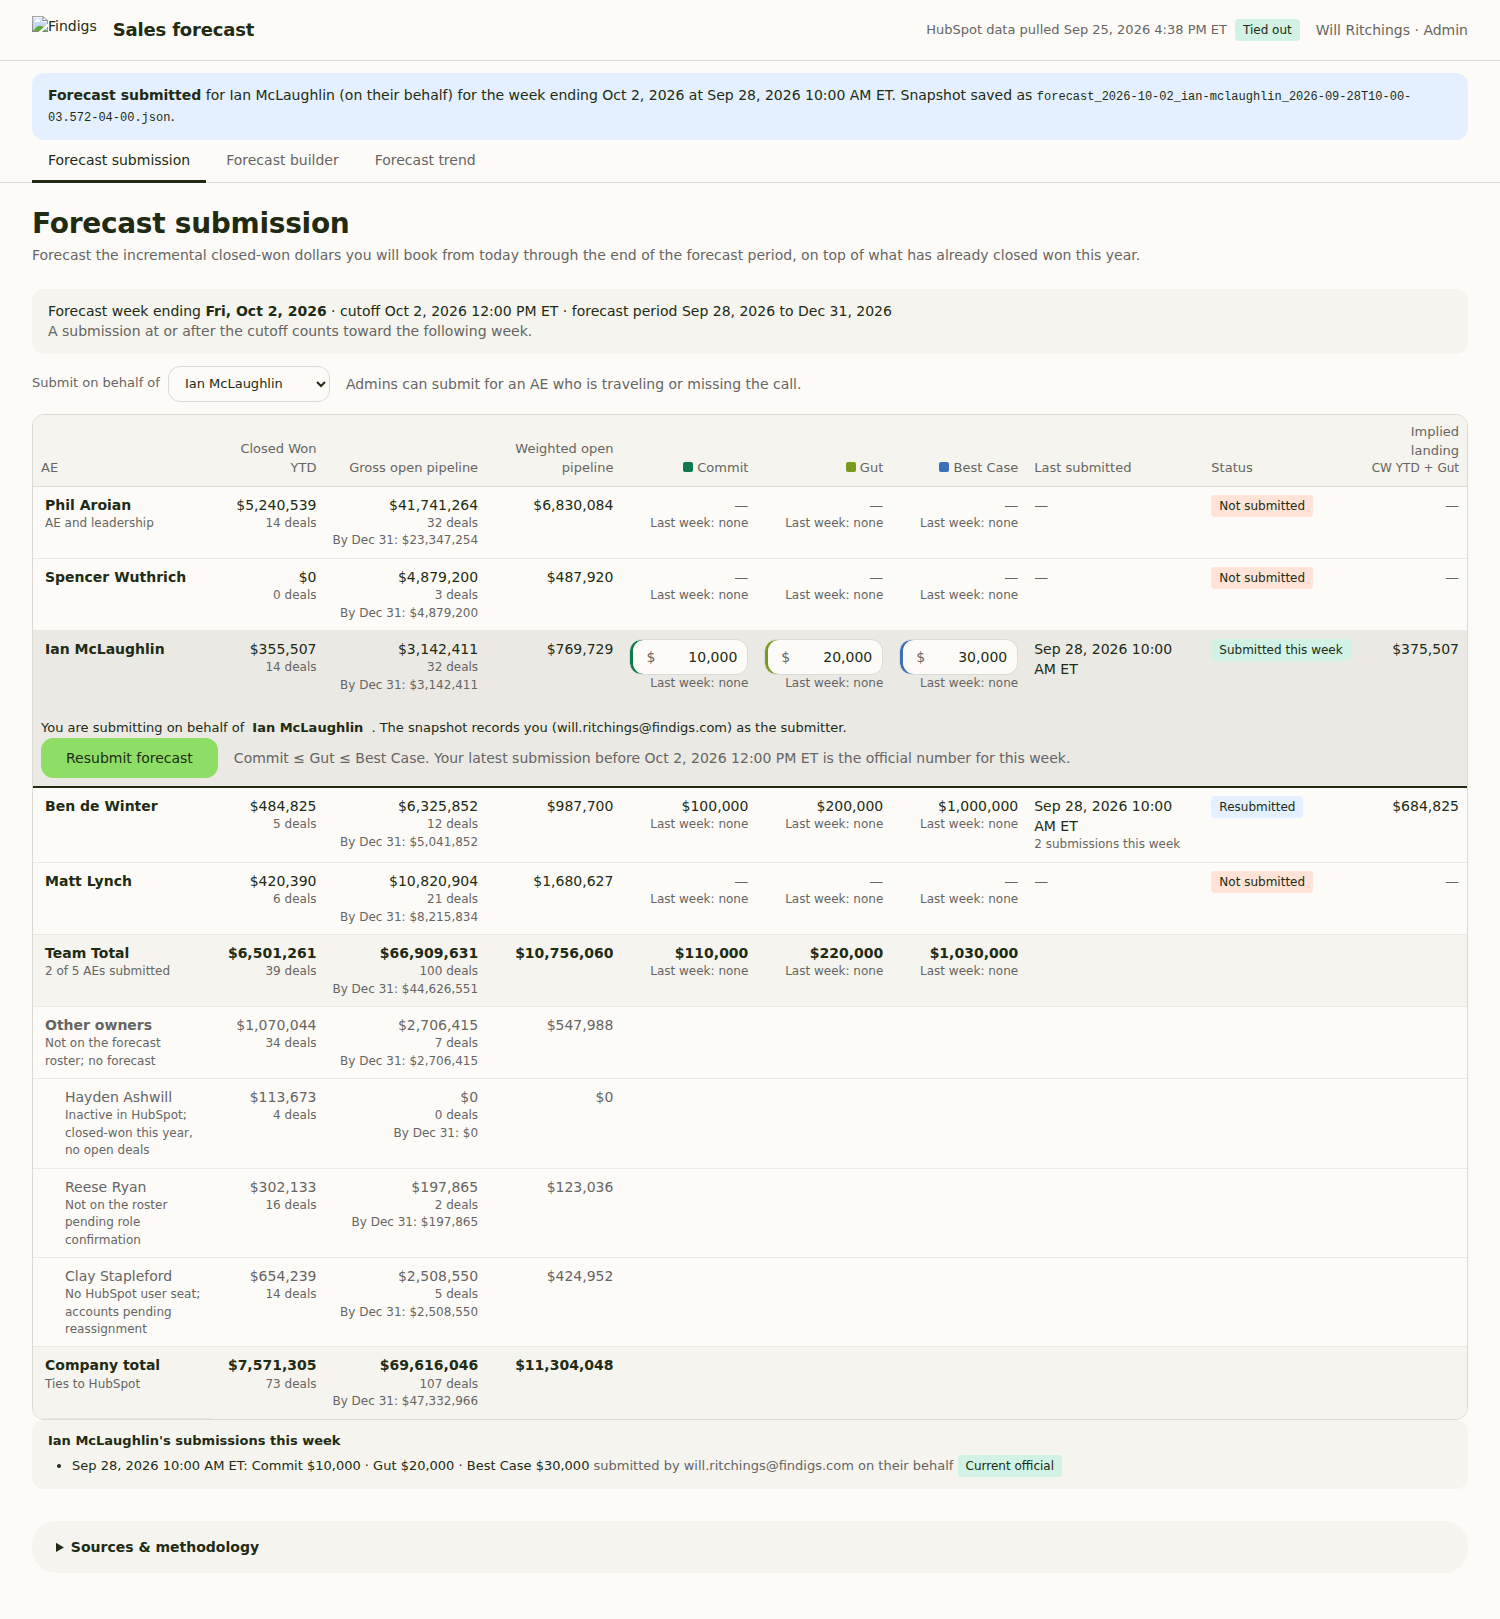 Findigs
Sales forecast
HubSpot data pulled Sep 25, 2026 4:38 PM ET Tied out Will Ritchings · Admin
Forecast submitted for Ian McLaughlin (on their behalf) for the week ending Oct 2, 2026 at Sep 28, 2026 10:00 AM ET. Snapshot saved as forecast_2026-10-02_ian-mclaughlin_2026-09-28T10-00-
03.572-04-00.json.
Forecast submission Forecast builder Forecast trend
Forecast submission
Forecast the incremental closed-won dollars you will book from today through the end of the forecast period, on top of what has already closed won this year.
Forecast week ending Fri, Oct 2, 2026 · cutoff Oct 2, 2026 12:00 PM ET · forecast period Sep 28, 2026 to Dec 31, 2026
A submission at or after the cutoff counts toward the following week.
Submit on behalf of Ian McLaughlin Admins can submit for an AE who is traveling or missing the call.
AE Closed Won YTD Gross open pipeline Weighted open pipeline Commit Gut Best Case Last submitted Status Implied landing CW YTD + Gut
Phil Aroian $5,240,539 $41,741,264 $6,830,084 — — — — Not submitted —
AE and leadership 14 deals 32 deals Last week: none Last week: none Last week: none
By Dec 31: $23,347,254
Spencer Wuthrich $0 $4,879,200 $487,920 — — — — Not submitted —
0 deals 3 deals Last week: none Last week: none Last week: none
By Dec 31: $4,879,200
Ian McLaughlin $355,507 $3,142,411 $769,729 $ 10,000 $ 20,000 $ 30,000 Sep 28, 2026 10:00 AM ET Submitted this week $375,507
14 deals 32 deals Last week: none Last week: none Last week: none
By Dec 31: $3,142,411
You are submitting on behalf of Ian McLaughlin . The snapshot records you (will.ritchings@findigs.com) as the submitter.
Resubmit forecast Commit ≤ Gut ≤ Best Case. Your latest submission before Oct 2, 2026 12:00 PM ET is the official number for this week.
Ben de Winter $484,825 $6,325,852 $987,700 $100,000 $200,000 $1,000,000 Sep 28, 2026 10:00 AM ET Resubmitted $684,825
5 deals 12 deals Last week: none Last week: none Last week: none 2 submissions this week
By Dec 31: $5,041,852
Matt Lynch $420,390 $10,820,904 $1,680,627 — — — — Not submitted —
6 deals 21 deals Last week: none Last week: none Last week: none
By Dec 31: $8,215,834
Team Total $6,501,261 $66,909,631 $10,756,060 $110,000 $220,000 $1,030,000
2 of 5 AEs submitted 39 deals 100 deals Last week: none Last week: none Last week: none
By Dec 31: $44,626,551
Other owners $1,070,044 $2,706,415 $547,988
Not on the forecast 34 deals 7 deals
roster; no forecast By Dec 31: $2,706,415
Hayden Ashwill $113,673 $0 $0
Inactive in HubSpot; 4 deals 0 deals
closed-won this year, By Dec 31: $0
no open deals
Reese Ryan $302,133 $197,865 $123,036
Not on the roster 16 deals 2 deals
pending role By Dec 31: $197,865
confirmation
Clay Stapleford $654,239 $2,508,550 $424,952
No HubSpot user seat; 14 deals 5 deals
accounts pending By Dec 31: $2,508,550
reassignment
Company total $7,571,305 $69,616,046 $11,304,048
Ties to HubSpot 73 deals 107 deals
By Dec 31: $47,332,966
Ian McLaughlin's submissions this week
• Sep 28, 2026 10:00 AM ET: Commit $10,000 · Gut $20,000 · Best Case $30,000 submitted by will.ritchings@findigs.com on their behalf Current official
Sources & methodology